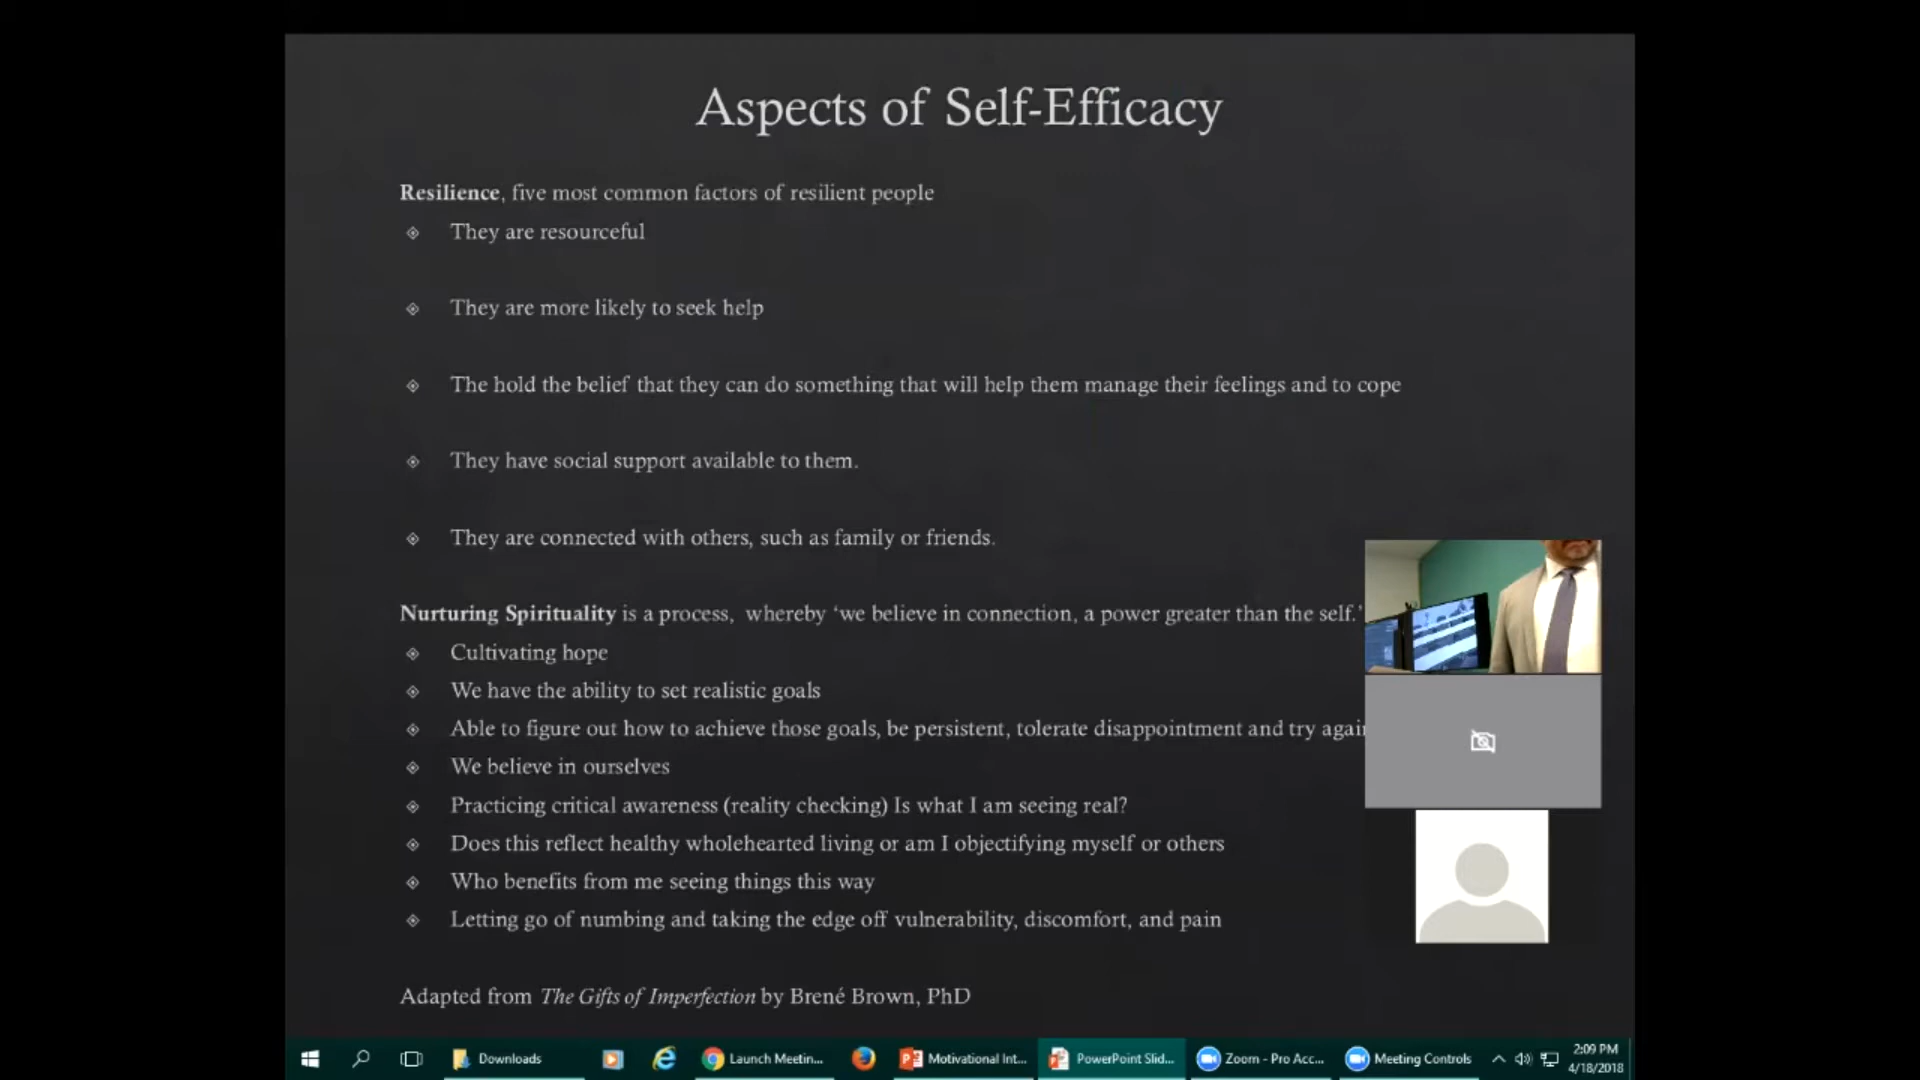 Aspects of Self-Efficacy
Resilience, five most common factors of resilient people
They are resourceful
They are more likely to seek help
The hold the belief that they can do something that will help them manage their feelings and to cope
They have social support available to them.
They are connected with others, such as family or friends.
Nurturing Spirituality is a process, whereby ‘we believe in connection, a power greater than the self.’
Cultivating hope
We have the ability to set realistic goals
Able to figure out how to achieve those goals, be persistent, tolerate disappointment and try again
We believe in ourselves
Practicing critical awareness (reality checking) Is what I am seeing real?
Does this reflect healthy wholehearted living or am I objectifying myself or others
Who benefits from me seeing things this way
Letting go of numbing and taking the edge off vulnerability, discomfort, and pain
Adapted from The Gifts of Imperfection by Brené Brown, PhD
Downloads
Launch Meetin...
Motivational Int...
PowerPoint Slid...
Zoom - Pro Acc...
Meeting Controls
2:09 PM
4/18/2018